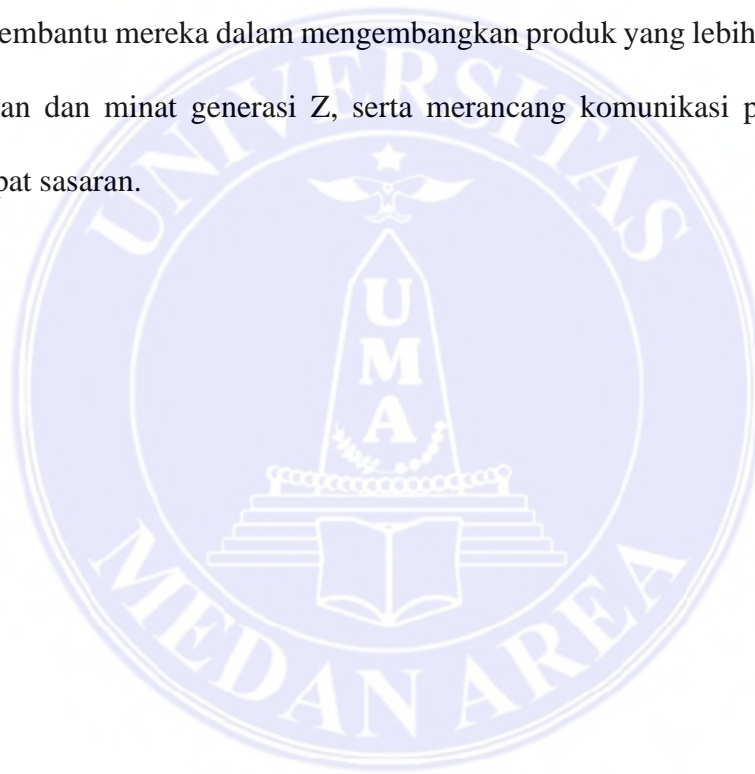 embantu mereka dalam mengembangkan produk yang lebih
an dan minat generasi Z, serta merancang komunikasi p
pat sasaran.
UNIVERSITAS
U
M
A
MEDAN AREA